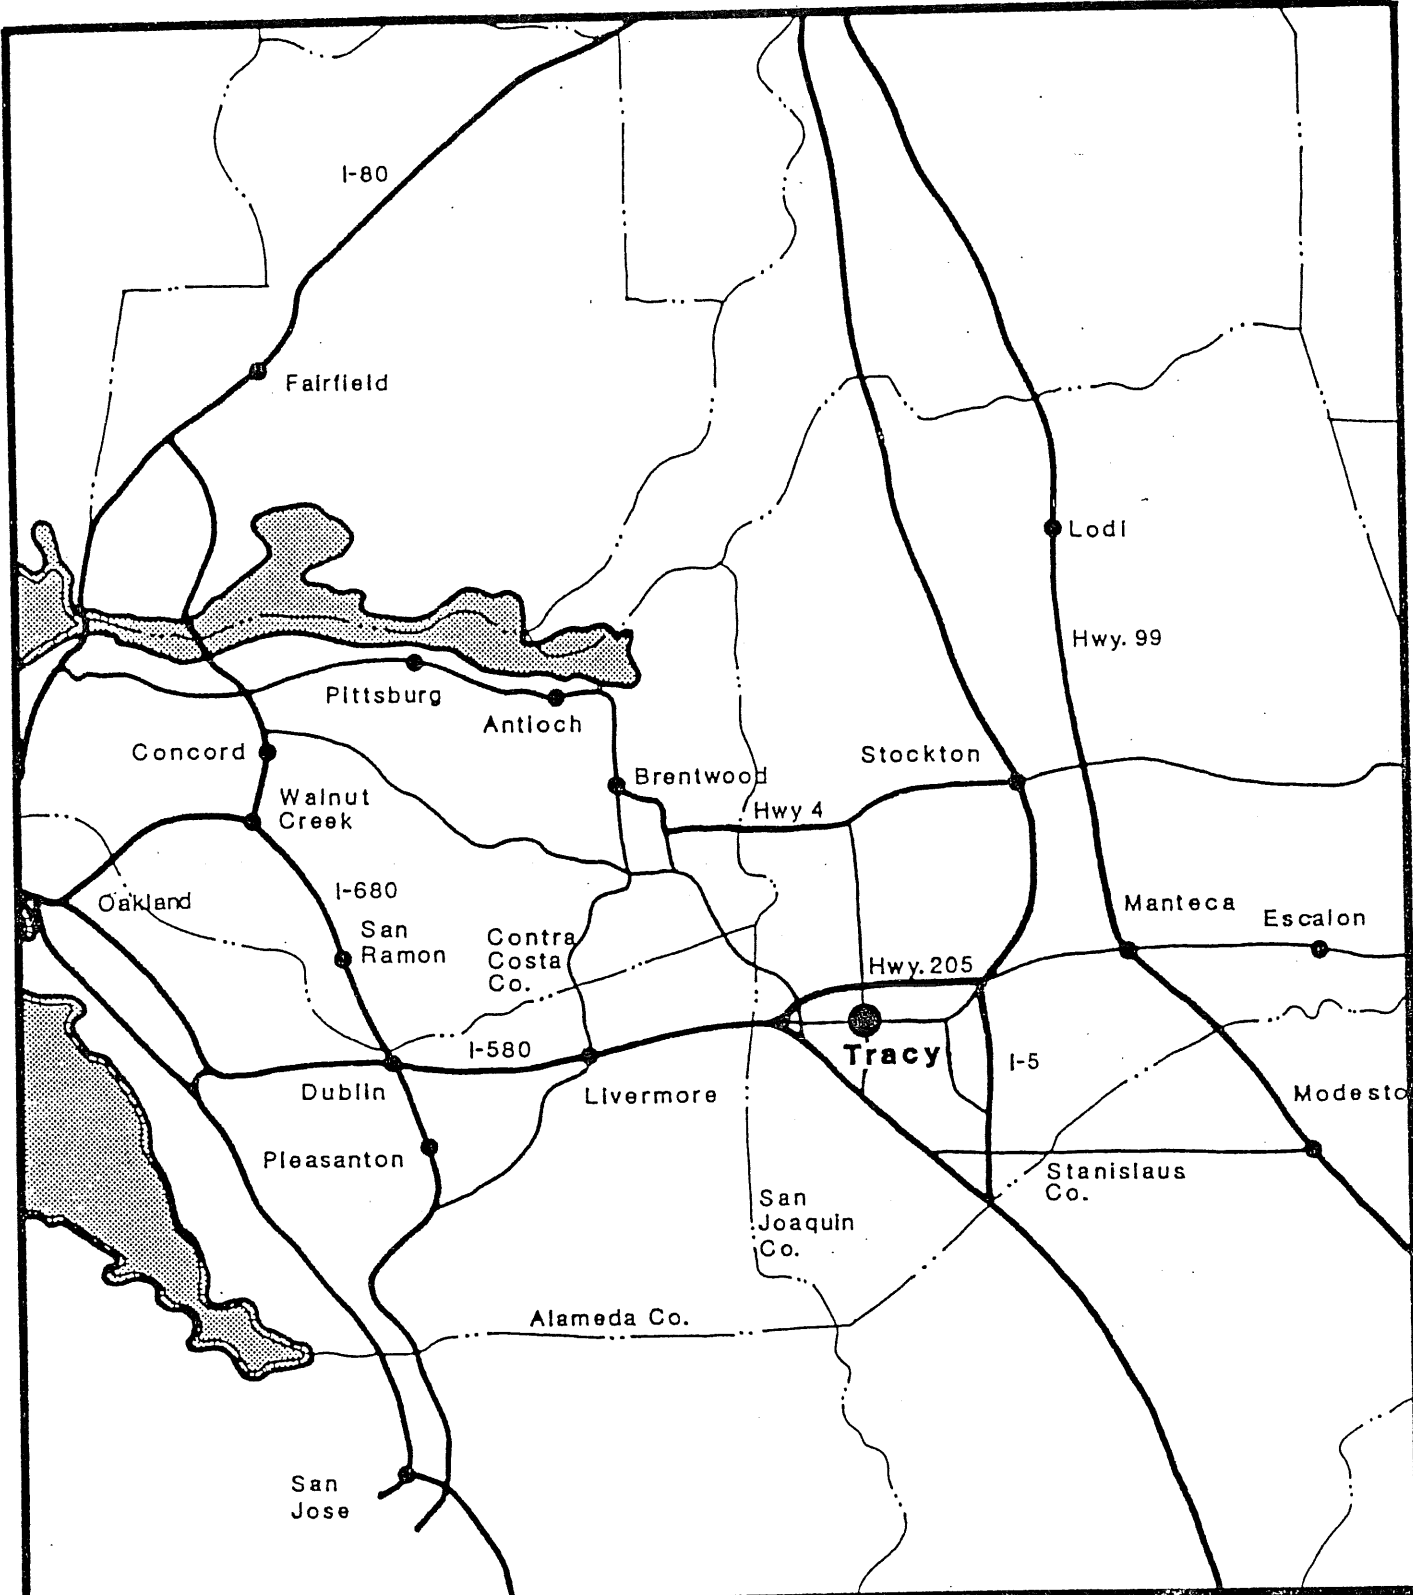 I-80
Fairfield
Lodi
Hwy. 99
Pittsburg
Antioch
Concord
Stockton
Brentwood
Walnut
Creek
Hwy 4
I-680
Oakland
Manteca
Escalon
San
Ramon
Contra
Costa
Co.
Hwy. 205
I-580
Tracy
I-5
Dublin
Livermore
Modesto
Pleasanton
Stanislaus
Co.
San
Joaquin
Co.
Alameda Co.
San
Jose